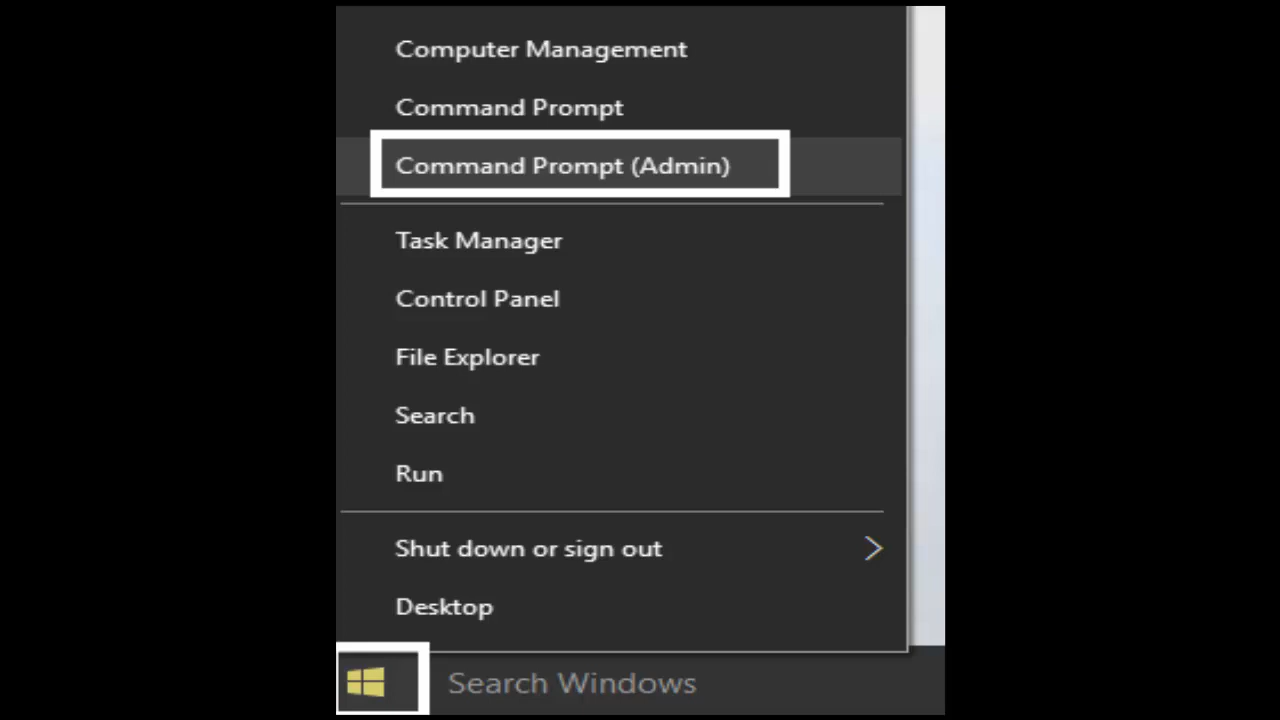 Computer Management
Command Prompt
Command Prompt (Admin)
Task Manager
Control Panel
File Explorer
Search
Run
Shut down or sign out
Desktop
Search Windows